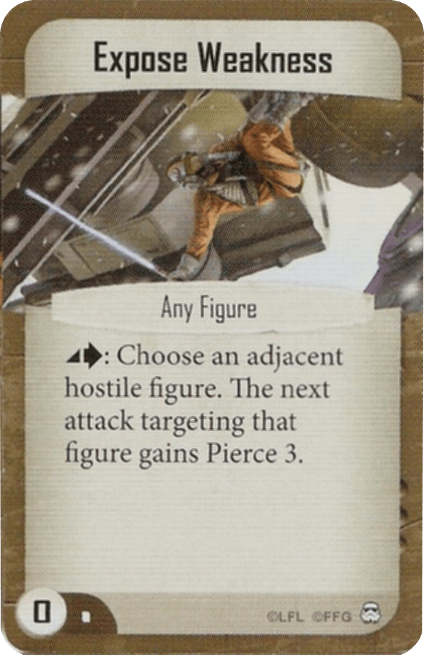 Expose Weakness
Any Figure
: Choose an adjacent
hostile figure. The next
attack targeting that
figure gains Pierce 3.
0
©LFL ©FFG